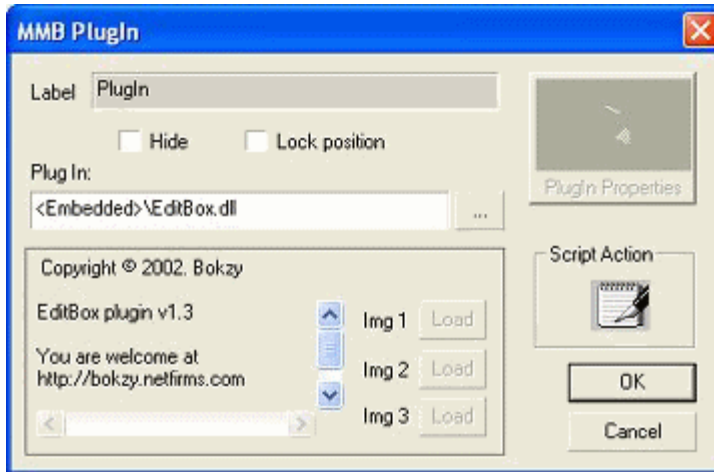 MMB PlugIn
Label PlugIn
Hide Lock position
Plug In:
PlugIn Properties
<Embedded>\EditBox.dll ...
Copyright © 2002, Bokzy
Script Action
EditBox plugin v1.3
Img 1 Load
You are welcome at
http://bokzy.netfirms.com
Img 2 Load
OK
Img 3 Load
Cancel